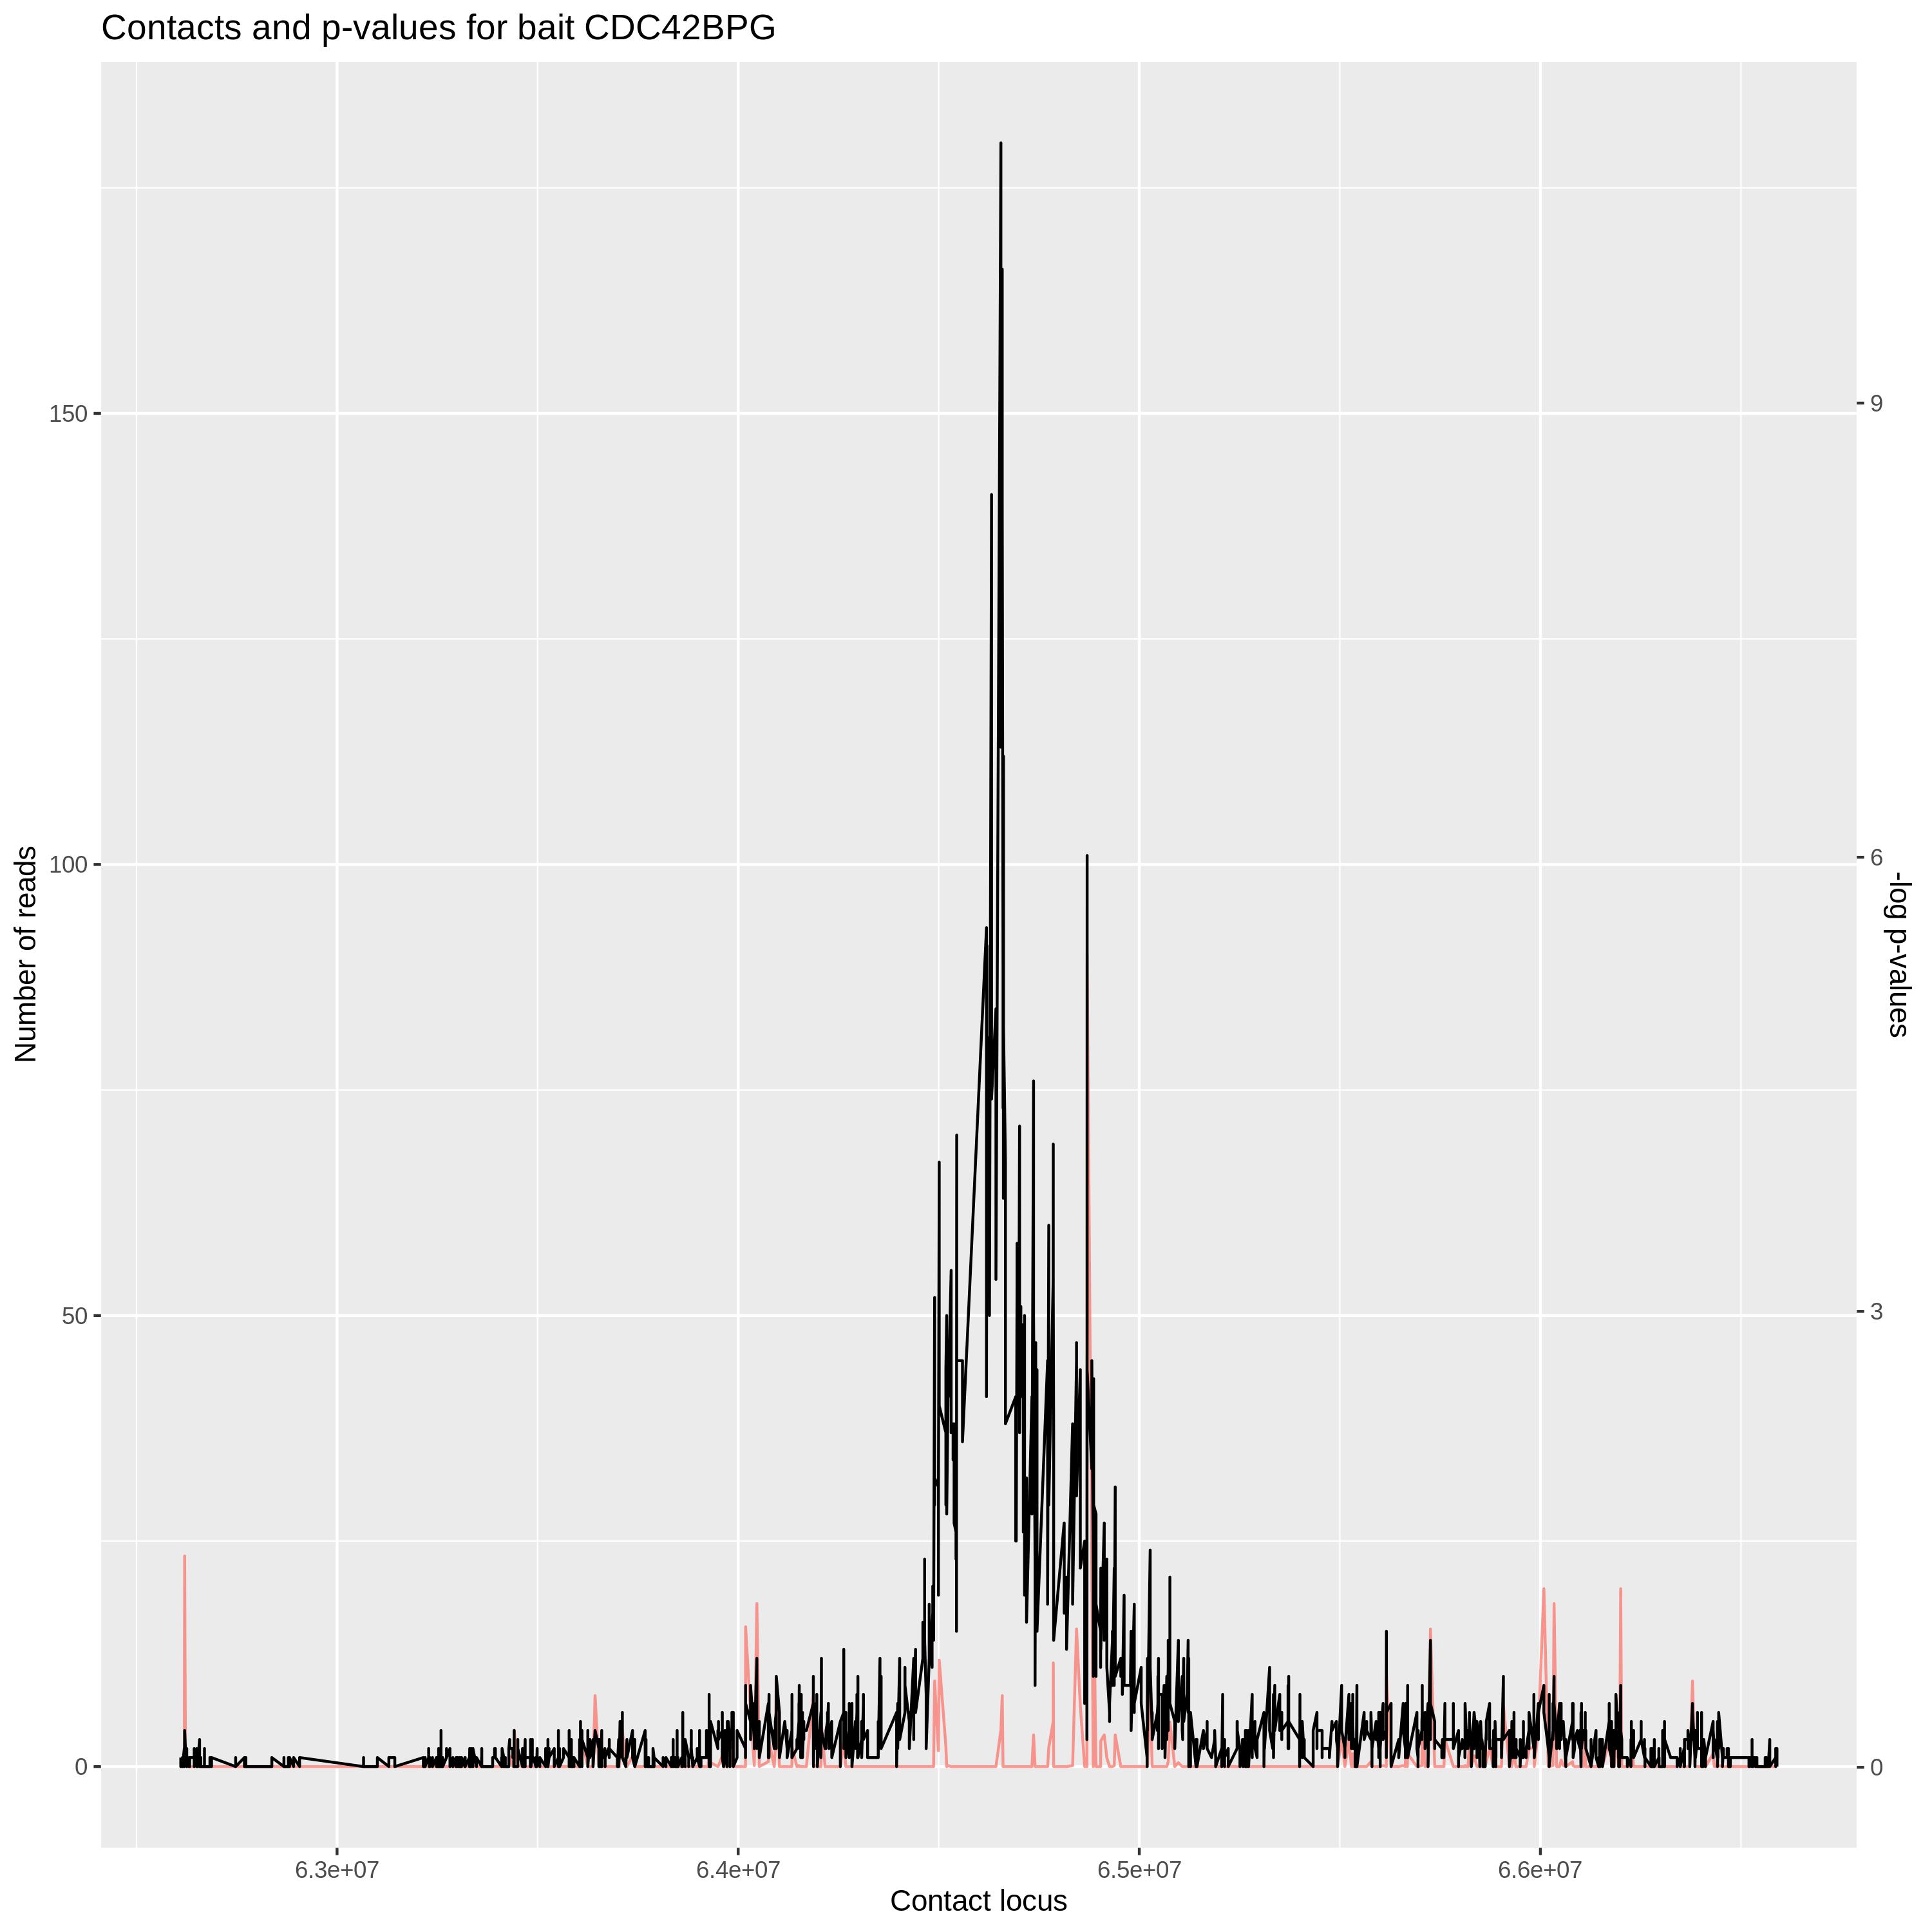 Contacts and p-values for bait CDC42BPG
Number of reads
150
100
50
0
9
6
3
0
-log p-values
6.3e+07
6.4e+07
6.5e+07
6.6e+07
Contact locus